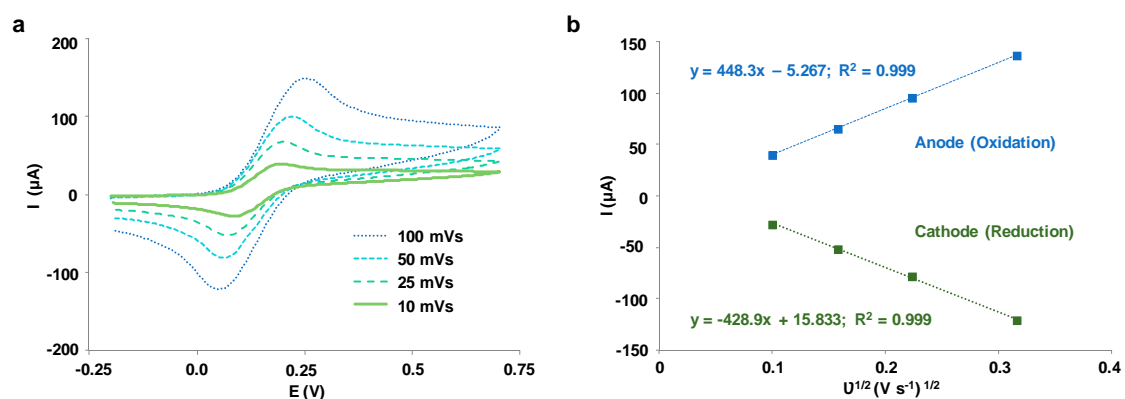 a
200
100
0
-100
-200
I (µA)
-0.25
0.0
0.25
0.50
0.75
E (V)
100 mVs
50 mVs
25 mVs
10 mVs
b
150
100
50
0
-50
-100
-150
I (µA)
y = 448.3x – 5.267; R² = 0.999
Anode (Oxidation)
Cathode (Reduction)
y = -428.9x + 15.833; R² = 0.999
0
0.1
0.2
0.3
0.4
Ʋ¹/² (V s⁻¹) ¹/²